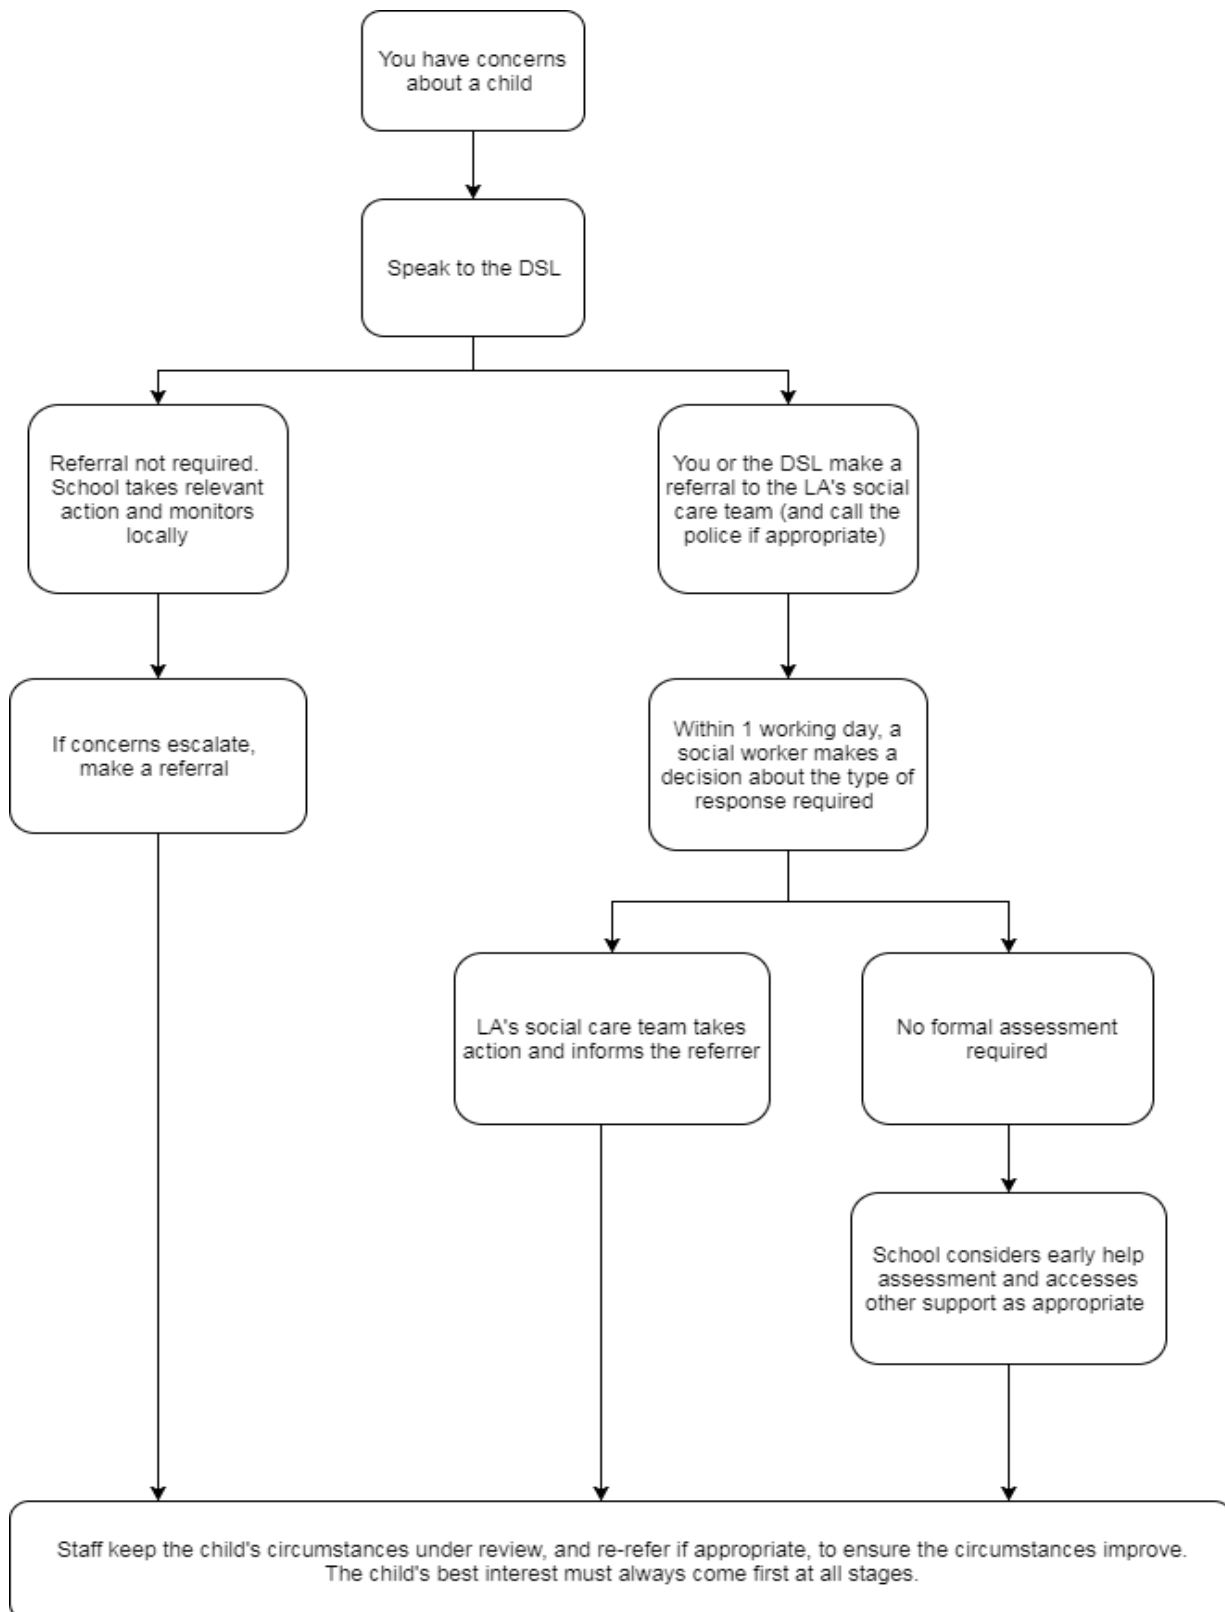 You have concerns
about a child
Speak to the DSL
Referral not required.
School takes relevant
action and monitors
locally
You or the DSL make a
referral to the LA's social
care team (and call the
police if appropriate)
If concerns escalate,
make a referral
Within 1 working day, a
social worker makes a
decision about the type of
response required
LA's social care team takes
action and informs the referrer
No formal assessment
required
School considers early help
assessment and accesses
other support as appropriate
Staff keep the child's circumstances under review, and re-refer if appropriate, to ensure the circumstances improve.
The child's best interest must always come first at all stages.